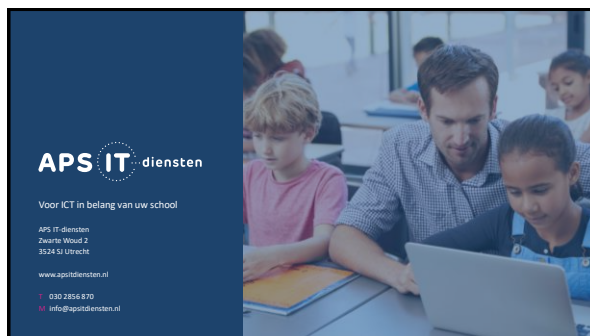 APS IT diensten
Voor ICT in belang van uw school
APS IT-diensten
Zwarte Woud 2
3524 SJ Utrecht
www.apsitdiensten.nl
T 030 2856 870
M info@apsitdiensten.nl